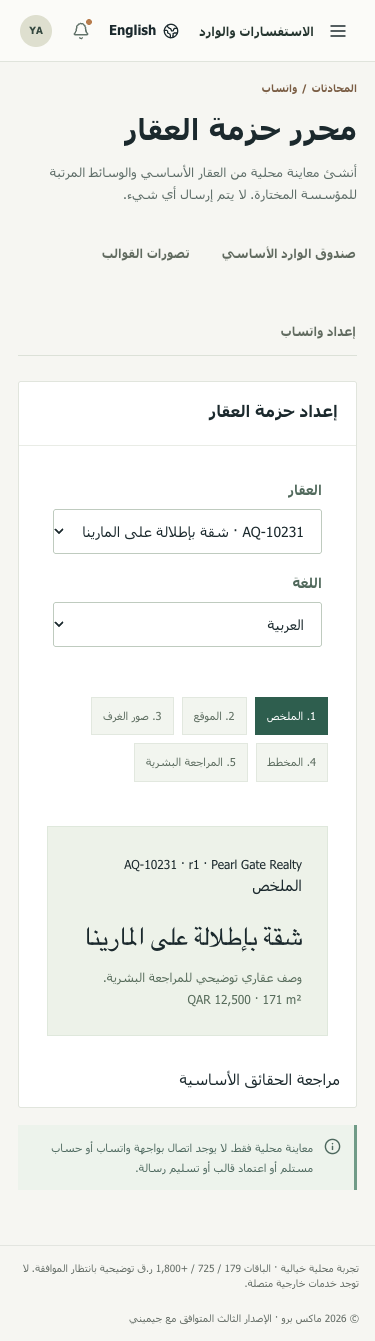 الاستفسارات والوارد
English
YA
المحادثات / واتساب
محرر حزمة العقار
أنشئ معاينة محلية من العقار الأساسي والوسائط المرتبة
للمؤسسة المختارة. لا يتم إرسال أي شيء.
صندوق الوارد الأساسي
تصورات القوالب
إعداد واتساب
إعداد حزمة العقار
العقار
AQ-10231 · شقة بإطلالة على المارينا
اللغة
العربية
1. الملخص
2. الموقع
3. صور الغرف
4. المخطط
5. المراجعة البشرية
AQ-10231 · r1 · Pearl Gate Realty
الملخص
شقة بإطلالة على المارينا
وصف عقاري توضيحي للمراجعة البشرية.
QAR 12,500 · 171 m²
مراجعة الحقائق الأساسية
معاينة محلية فقط. لا يوجد اتصال بواجهة واتساب أو حساب
مستلم أو اعتماد قالب أو تسليم رسالة.
تجربة محلية خيالية · الباقات 179 / 725 / +1,800 ر.ق توضيحية بانتظار الموافقة. لا
توجد خدمات خارجية متصلة.
© 2026 ماكس برو · الإصدار الثالث المتوافق مع جيميني